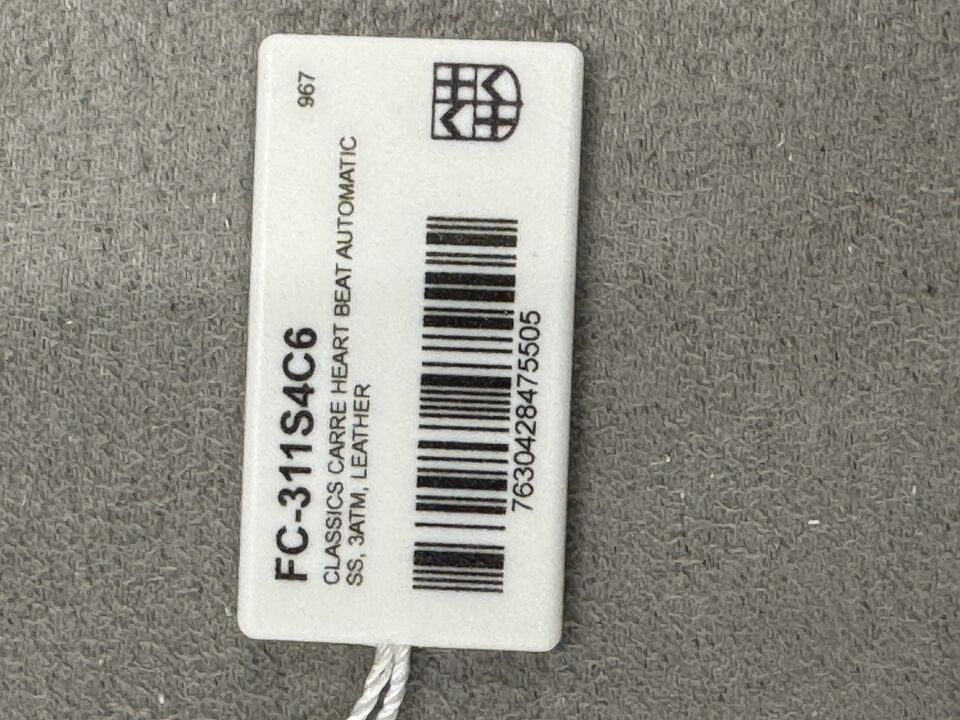 967
FC-311S4C6
CLASSICS CARRE HEART BEAT AUTOMATIC
SS, 3ATM, LEATHER
7630428475505